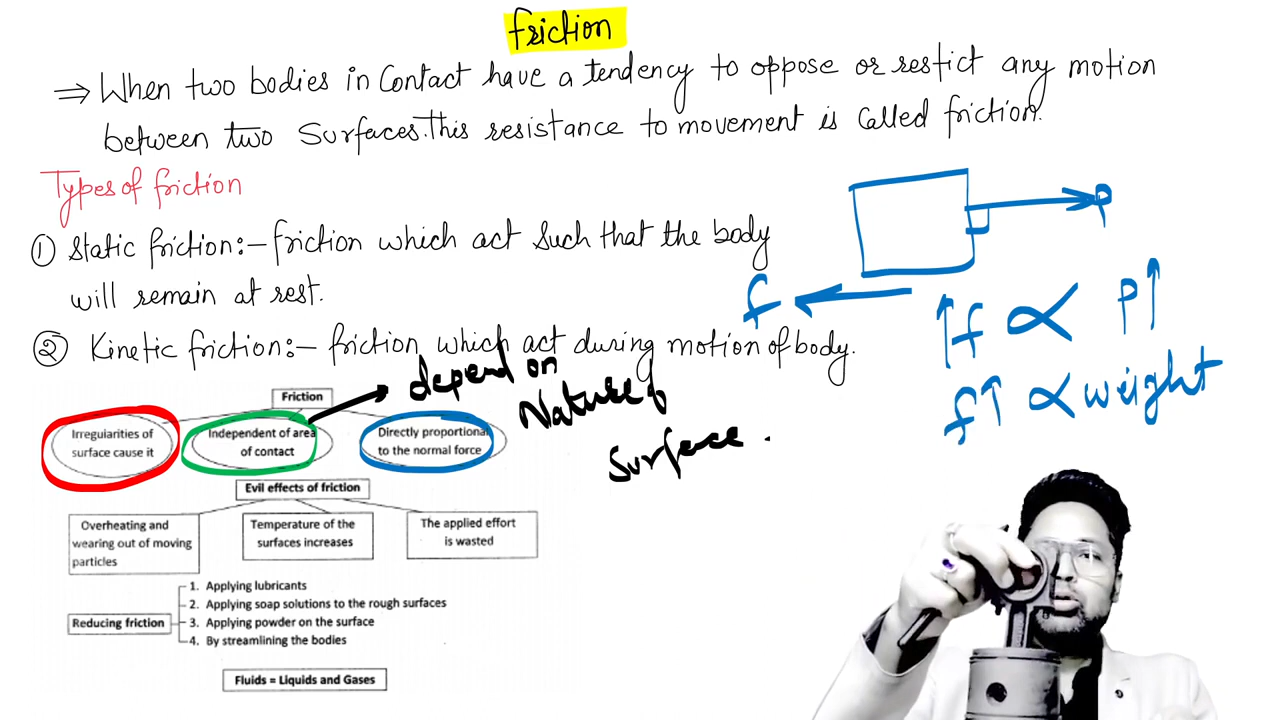 friction
⇒ When two bodies in Contact have a tendency to oppose or restict any motion
between two Surfaces. This resistance to movement is Called friction.
Types of friction
① Static friction:- friction which act Such that the body
will remain at rest.
② Kinetic friction:- friction which act during motion of body.
P
f
↑f ∝ P↑
f↑ ∝ weight
depend on
Nature of
Surface.
Friction
Irregularities of
surface cause it
Independent of area
of contact
Directly proportional
to the normal force
Evil effects of friction
Overheating and
wearing out of moving
particles
Temperature of the
surfaces increases
The applied effort
is wasted
Reducing friction
1. Applying lubricants
2. Applying soap solutions to the rough surfaces
3. Applying powder on the surface
4. By streamlining the bodies
Fluids = Liquids and Gases